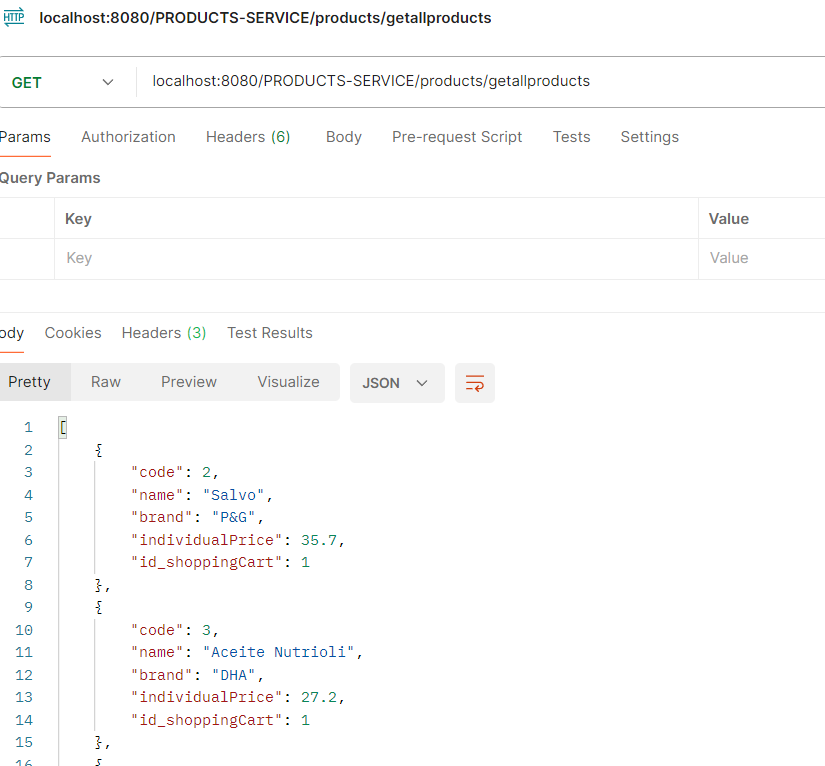 HTTP localhost:8080/PRODUCTS-SERVICE/products/getallproducts
GET localhost:8080/PRODUCTS-SERVICE/products/getallproducts
Params Authorization Headers (6) Body Pre-request Script Tests Settings
Query Params
Key Value
Key Value
ody Cookies Headers (3) Test Results
Pretty Raw Preview Visualize JSON
1 [
2 {
3 "code": 2,
4 "name": "Salvo",
5 "brand": "P&G",
6 "individualPrice": 35.7,
7 "id_shoppingCart": 1
8 },
9 {
10 "code": 3,
11 "name": "Aceite Nutrioli",
12 "brand": "DHA",
13 "individualPrice": 27.2,
14 "id_shoppingCart": 1
15 },
16 {